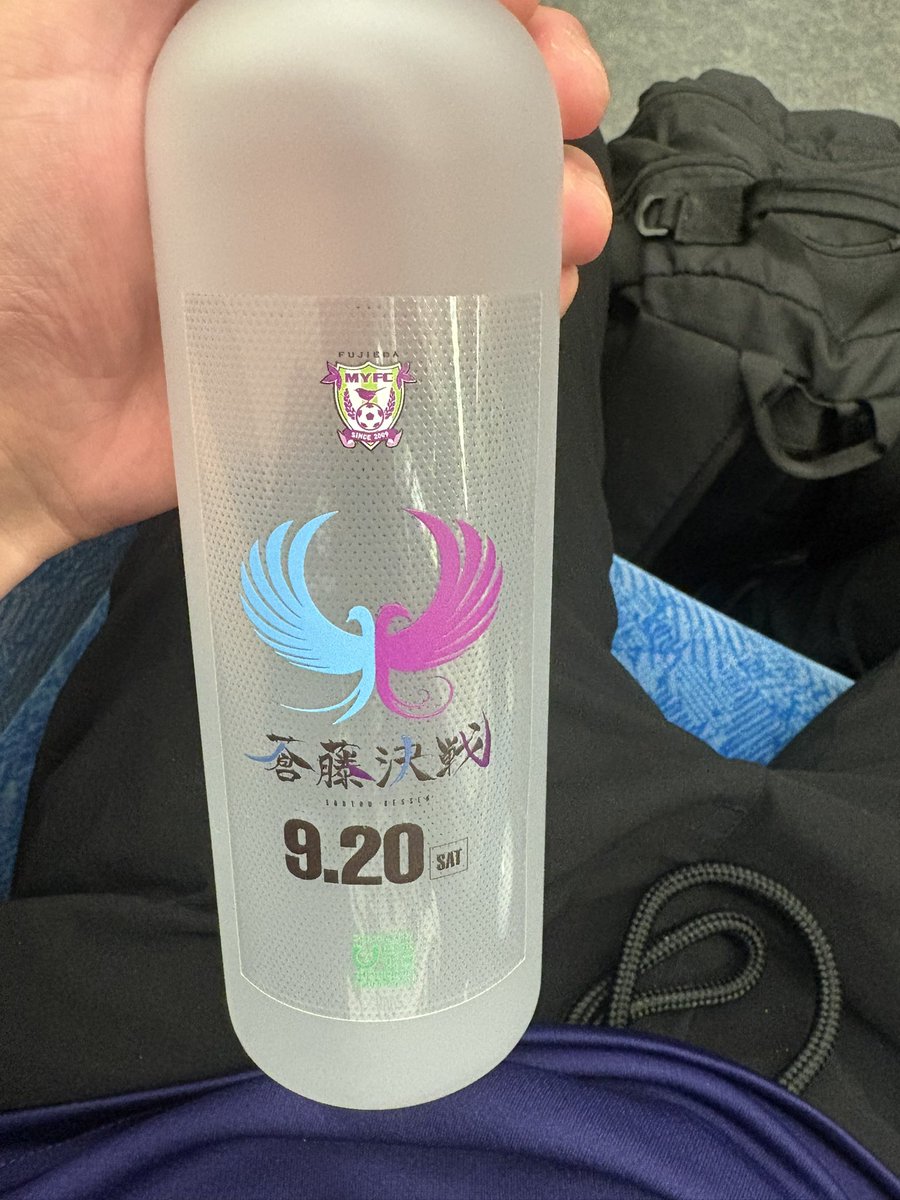 FUJIEDA
MYFC
SINCE 2009
蒼藤決戦
SOUTOU KESSEN
9.20 SAT